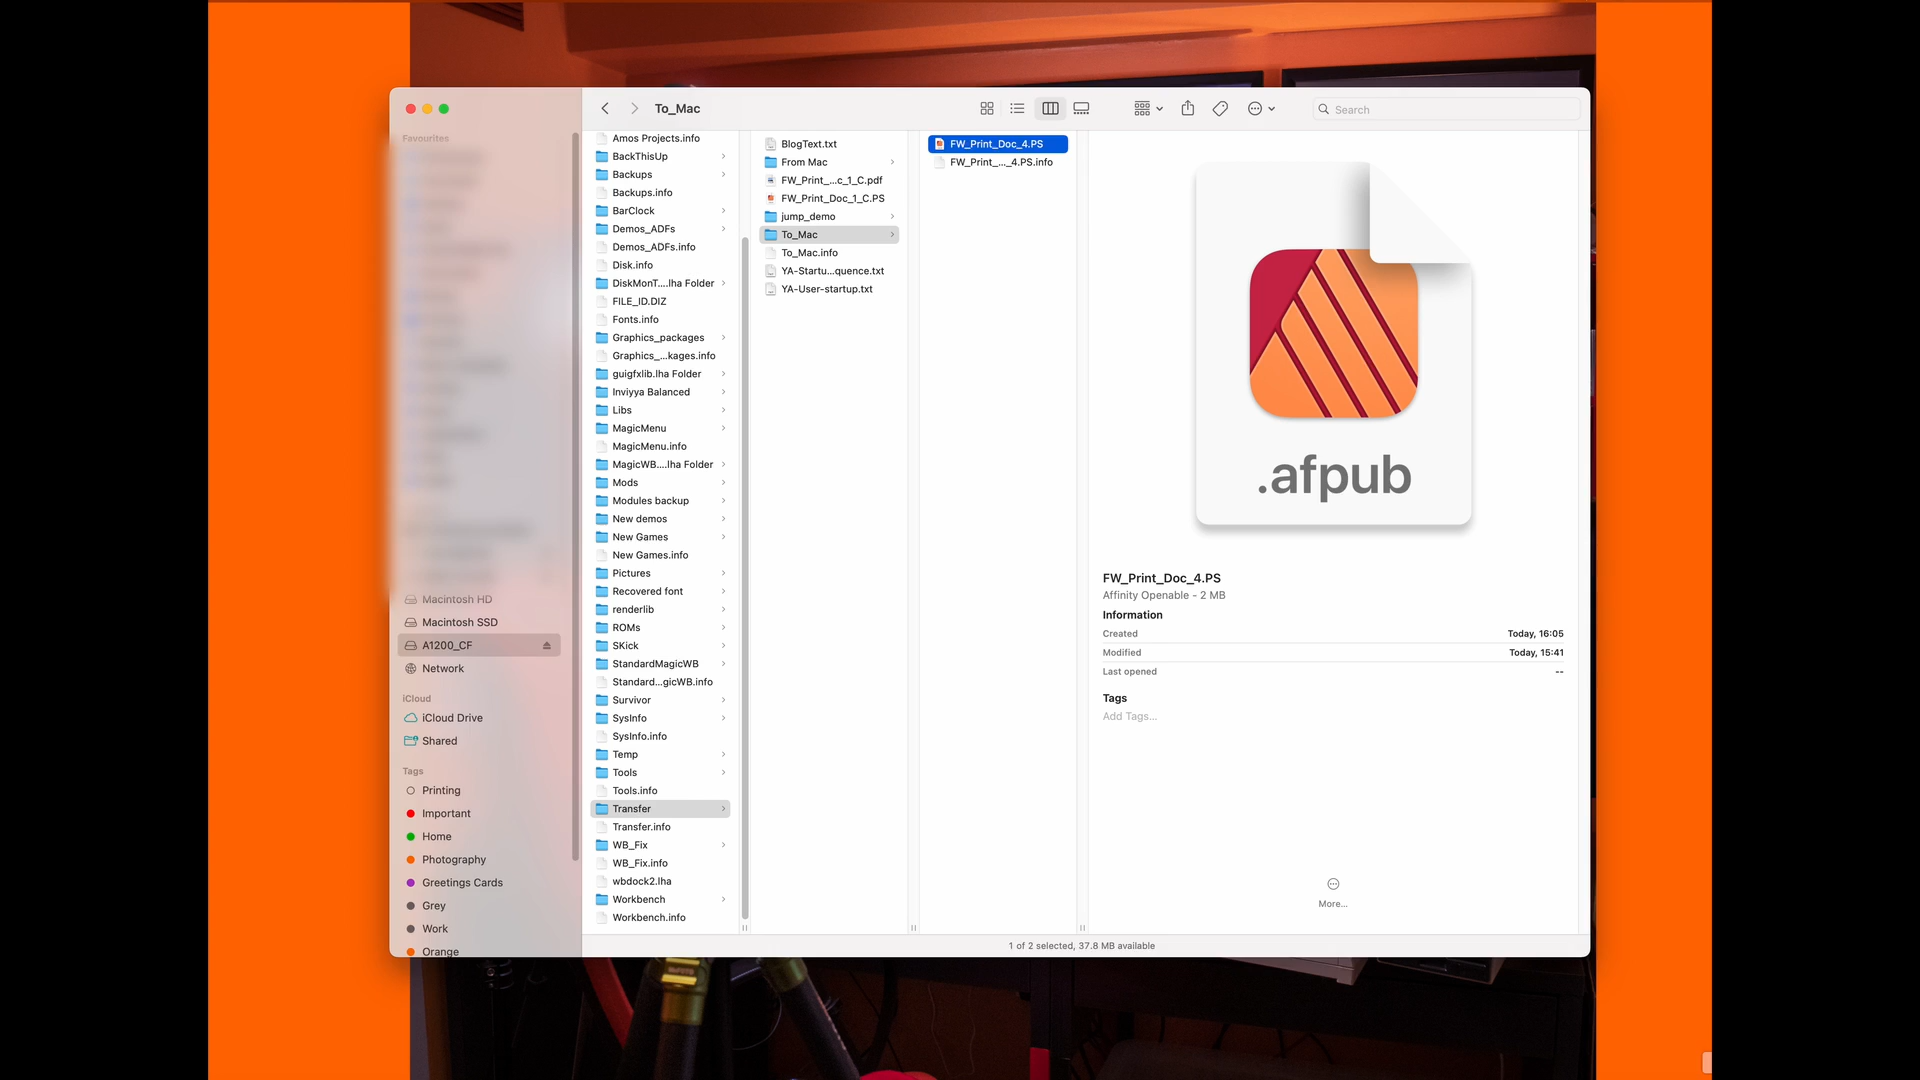 To_Mac
Search
Favourites
Macintosh HD
Macintosh SSD
A1200_CF
Network
iCloud
iCloud Drive
Shared
Tags
Printing
Important
Home
Photography
Greetings Cards
Grey
Work
Orange
Amos Projects.info
BackThisUp
Backups
Backups.info
BarClock
Demos_ADFs
Demos_ADFs.info
Disk.info
DiskMonT....lha Folder
FILE_ID.DIZ
Fonts.info
Graphics_packages
Graphics_...kages.info
guigfxlib.lha Folder
Inviyya Balanced
Libs
MagicMenu
MagicMenu.info
MagicWB....lha Folder
Mods
Modules backup
New demos
New Games
New Games.info
Pictures
Recovered font
renderlib
ROMs
SKick
StandardMagicWB
Standard...gicWB.info
Survivor
SysInfo
SysInfo.info
Temp
Tools
Tools.info
Transfer
Transfer.info
WB_Fix
WB_Fix.info
wbdock2.lha
Workbench
Workbench.info
BlogText.txt
From Mac
FW_Print_...c_1_C.pdf
FW_Print_Doc_1_C.PS
jump_demo
To_Mac
To_Mac.info
YA-Startu...quence.txt
YA-User-startup.txt
FW_Print_Doc_4.PS
FW_Print_..._4.PS.info
.afpub
FW_Print_Doc_4.PS
Affinity Openable - 2 MB
Information
Created Today, 16:05
Modified Today, 15:41
Last opened --
Tags
Add Tags...
More...
1 of 2 selected, 37.8 MB available